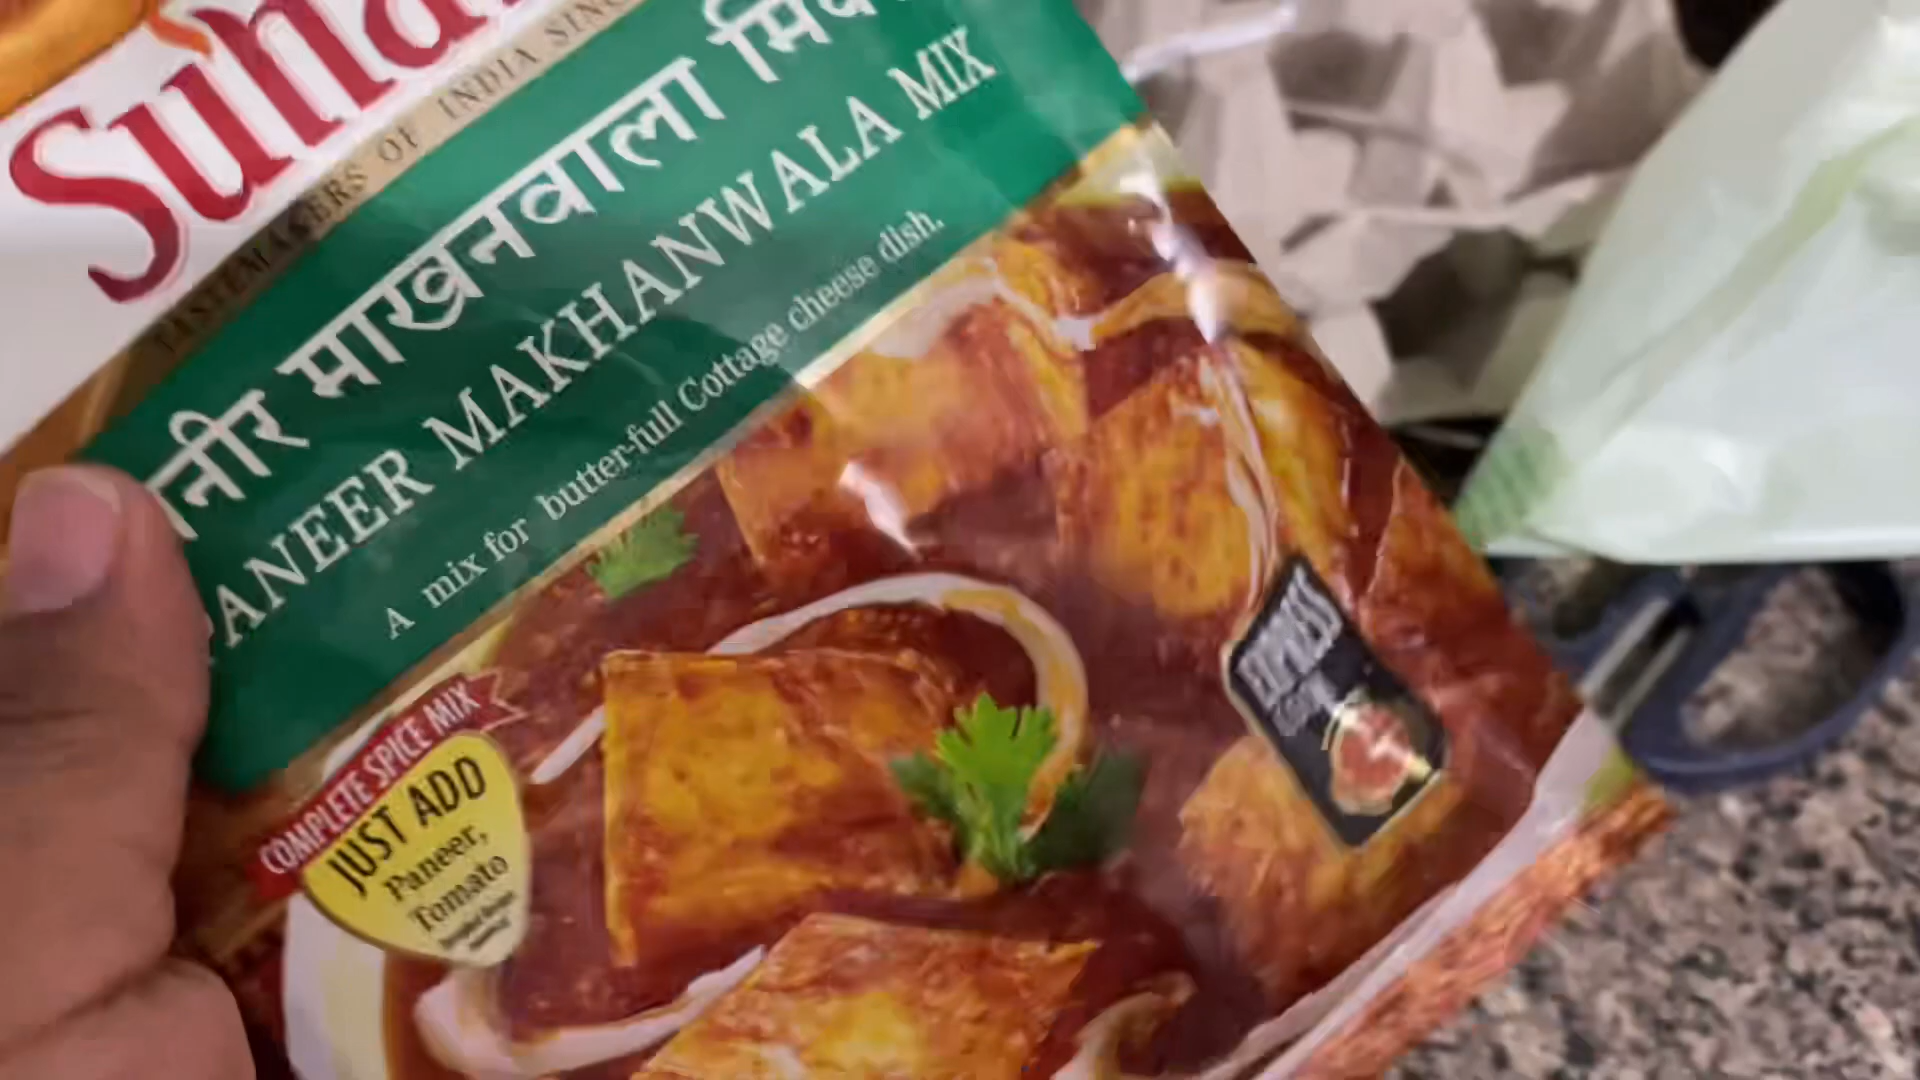 Suha
TASTEMAKERS OF INDIA SINC
नीर माखनवाला मिक
ANEER MAKHANWALA MIX
A mix for butter-full Cottage cheese dish.
COMPLETE SPICE MIX
JUST ADD
Paneer,
Tomato